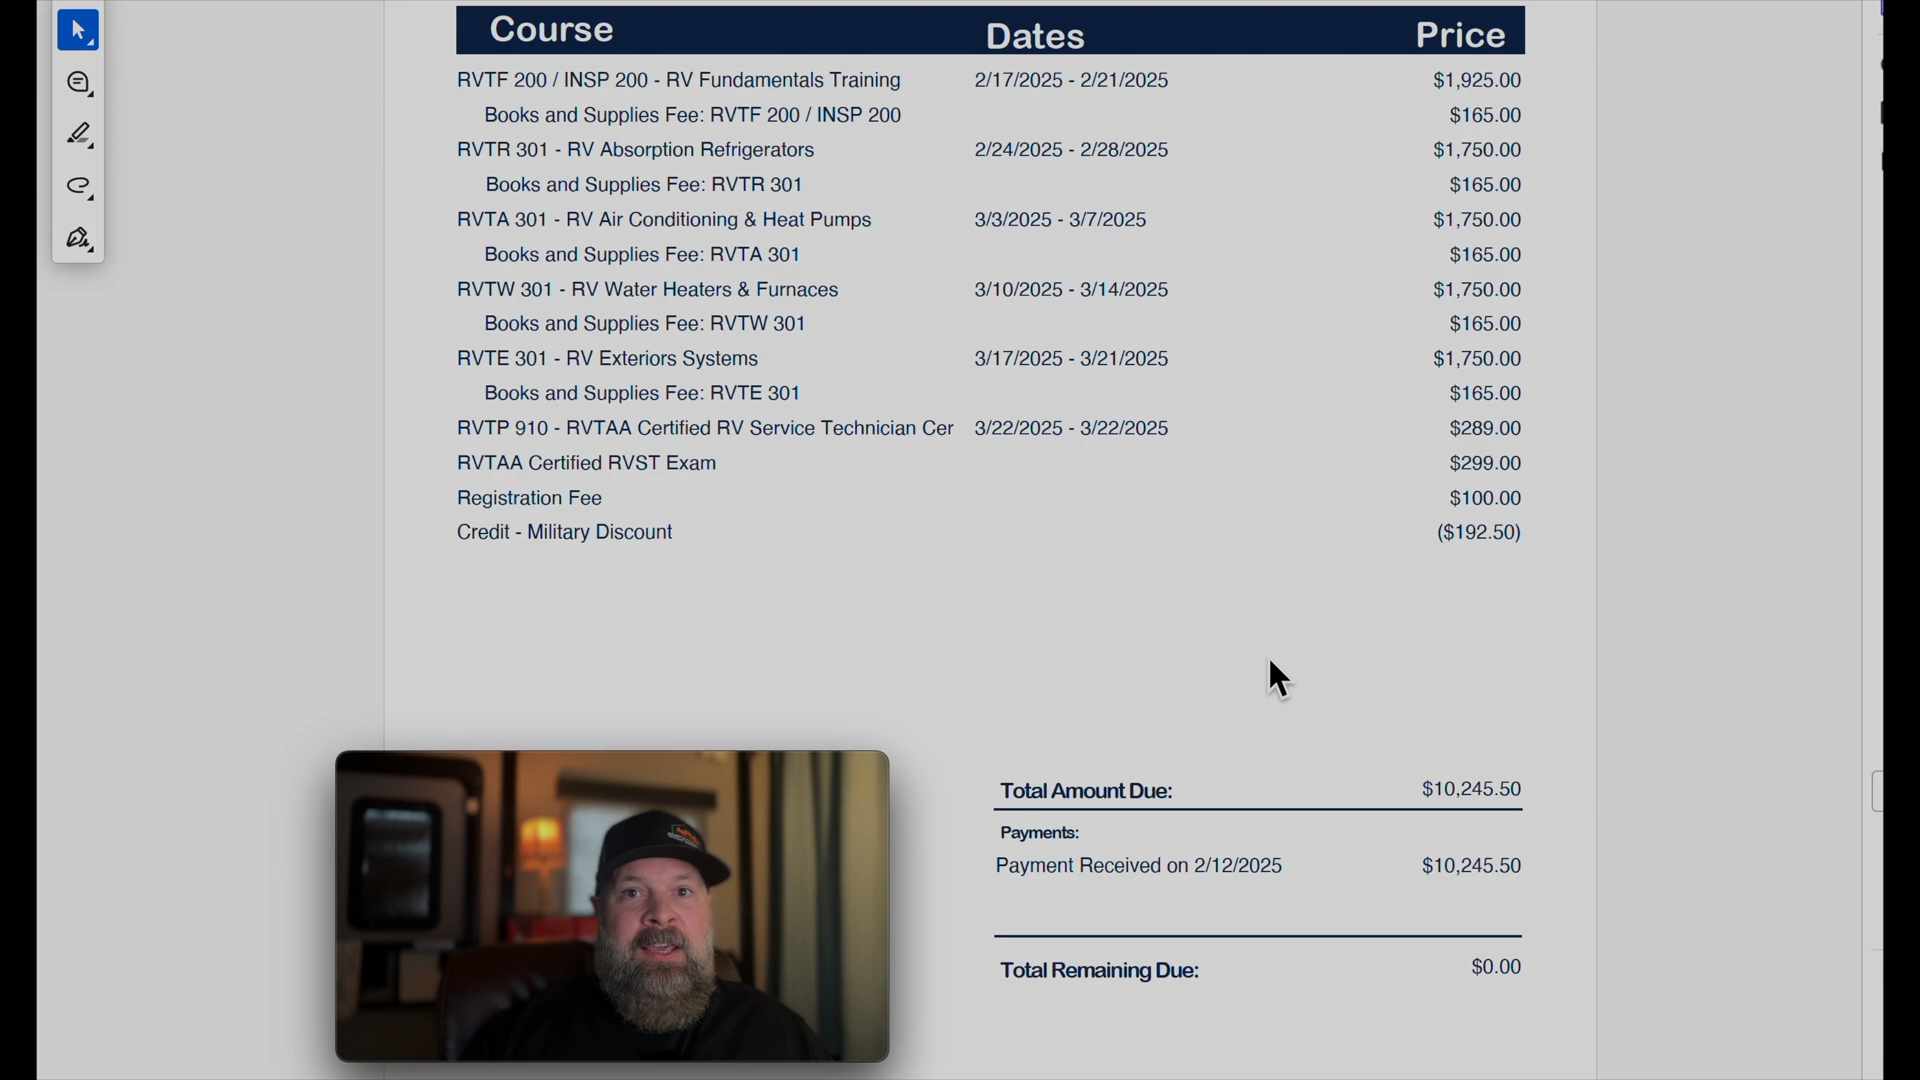 Course Dates Price
RVTF 200 / INSP 200 - RV Fundamentals Training 2/17/2025 - 2/21/2025 $1,925.00
Books and Supplies Fee: RVTF 200 / INSP 200 $165.00
RVTR 301 - RV Absorption Refrigerators 2/24/2025 - 2/28/2025 $1,750.00
Books and Supplies Fee: RVTR 301 $165.00
RVTA 301 - RV Air Conditioning & Heat Pumps 3/3/2025 - 3/7/2025 $1,750.00
Books and Supplies Fee: RVTA 301 $165.00
RVTW 301 - RV Water Heaters & Furnaces 3/10/2025 - 3/14/2025 $1,750.00
Books and Supplies Fee: RVTW 301 $165.00
RVTE 301 - RV Exteriors Systems 3/17/2025 - 3/21/2025 $1,750.00
Books and Supplies Fee: RVTE 301 $165.00
RVTP 910 - RVTAA Certified RV Service Technician Cer 3/22/2025 - 3/22/2025 $289.00
RVTAA Certified RVST Exam $299.00
Registration Fee $100.00
Credit - Military Discount ($192.50)
Total Amount Due: $10,245.50
Payments:
Payment Received on 2/12/2025 $10,245.50
Total Remaining Due: $0.00